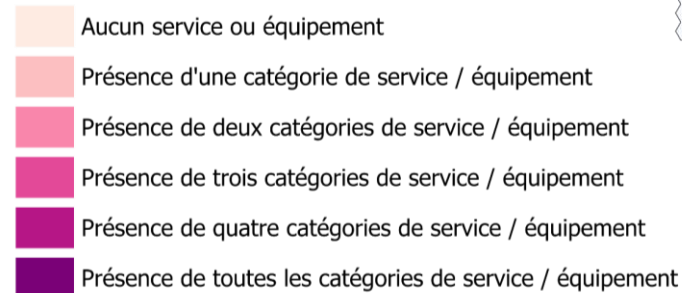 Aucun service ou équipement
Présence d'une catégorie de service / équipement
Présence de deux catégories de service / équipement
Présence de trois catégories de service / équipement
Présence de quatre catégories de service / équipement
Présence de toutes les catégories de service / équipement